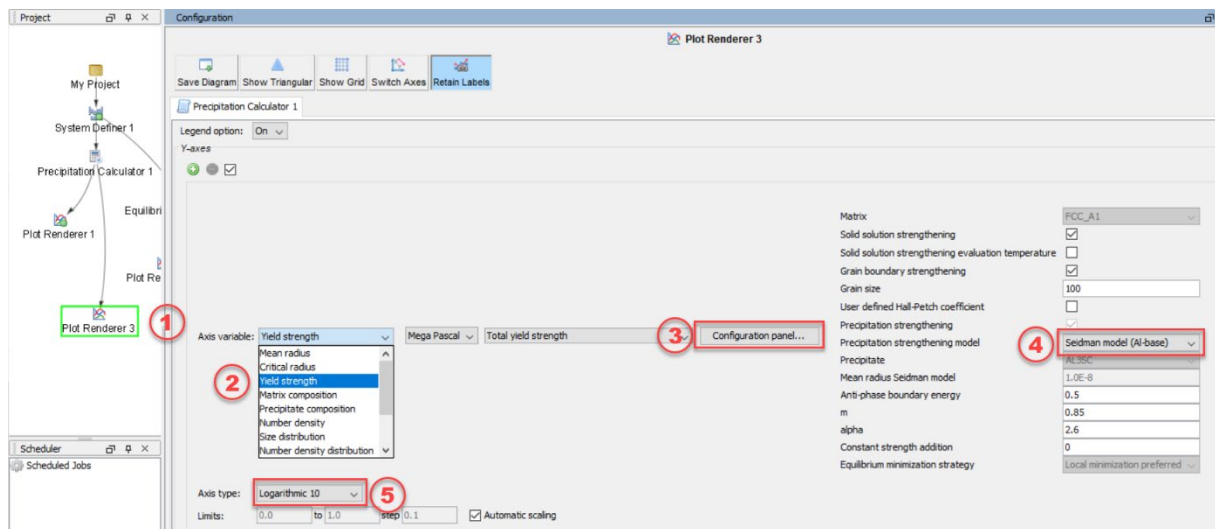 Project
Configuration
Plot Renderer 3
Save Diagram Show Triangular Show Grid Switch Axes Retain Labels
Precipitation Calculator 1
Legend option: On
Y-axes
My Project
System Definer 1
Precipitation Calculator 1
Equilibri
Plot Renderer 1
Plot Re
Plot Renderer 3
1
Axis variable: Yield strength Mega Pascal Total yield strength 3 Configuration panel...
2
Mean radius
Critical radius
Yield strength
Matrix composition
Precipitate composition
Number density
Size distribution
Number density distribution
Matrix FCC_A1
Solid solution strengthening
Solid solution strengthening evaluation temperature
Grain boundary strengthening
Grain size 100
User defined Hall-Petch coefficient
Precipitation strengthening
Precipitation strengthening model 4 Seidman model (Al-base)
Precipitate AL3SC
Mean radius Seidman model 1.0E-8
Anti-phase boundary energy 0.5
m 0.85
alpha 2.6
Constant strength addition 0
Equilibrium minimization strategy Local minimization preferred
Scheduler
Scheduled Jobs
Axis type: Logarithmic 10 5
Limits: 0.0 to 1.0 step 0.1 Automatic scaling